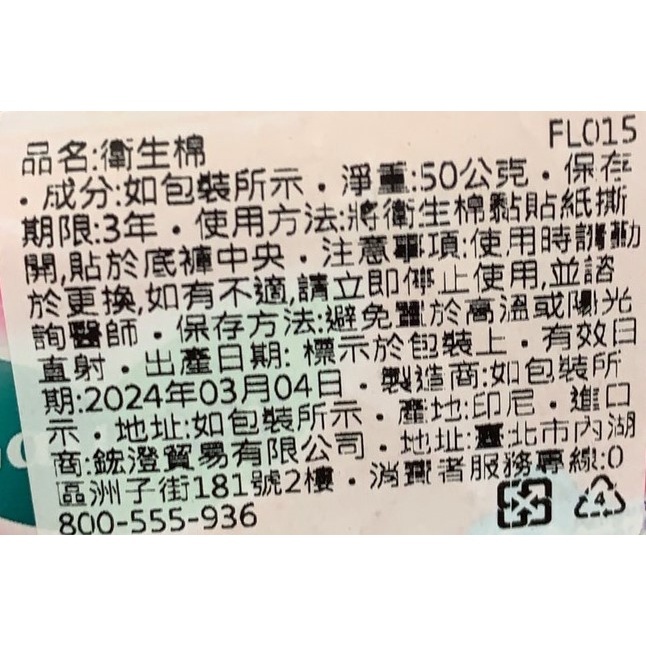 FL015
品名:衛生棉
・成分:如包裝所示・淨重:50公克・保存
期限:3年・使用方法:將衛生棉黏貼紙撕
開,貼於底褲中央・注意事項:使用時請勤
於更換,如有不適,請立即停止使用,並諮
詢醫師・保存方法:避免置於高溫或陽光
直射・出產日期: 標示於包裝上・有效日
期:2024年03月04日・製造商:如包裝所
示・地址:如包裝所示・產地:印尼・進口
商:鋐澄貿易有限公司・地址:臺北市內湖
區洲子街181號2樓・消費者服務專線:0
800-555-936
4